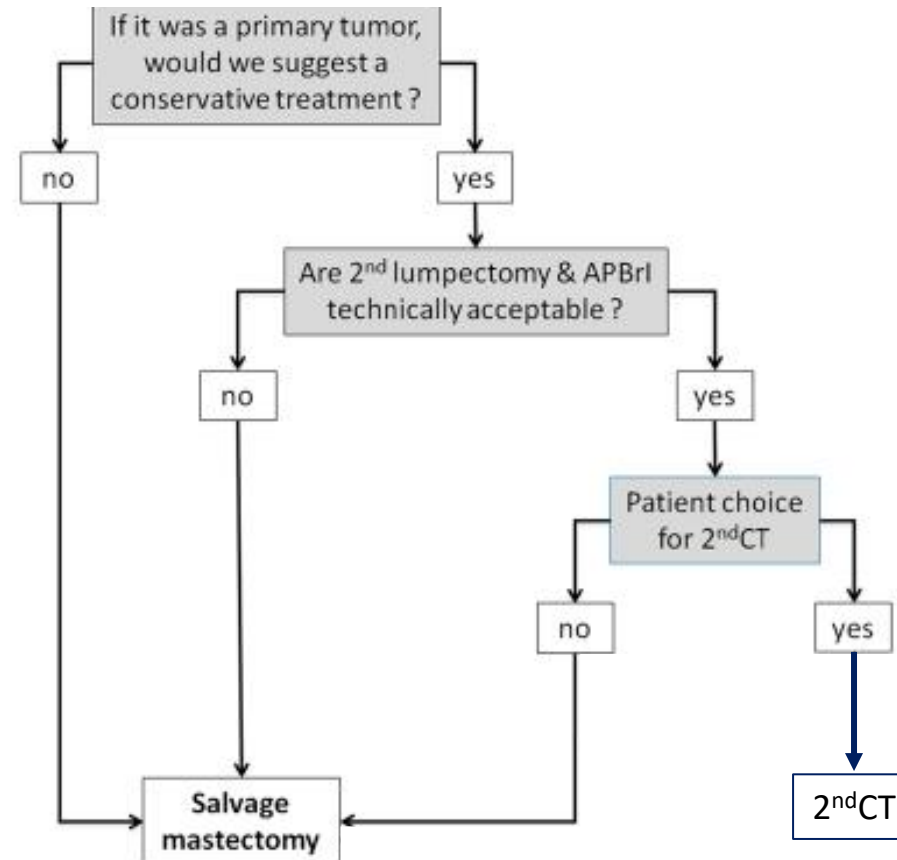 If it was a primary tumor,
would we suggest a
conservative treatment ?
no
yes
Are 2nd lumpectomy & APBrI
technically acceptable ?
no
yes
Patient choice
for 2ndCT
no
yes
Salvage
mastectomy
2ndCT